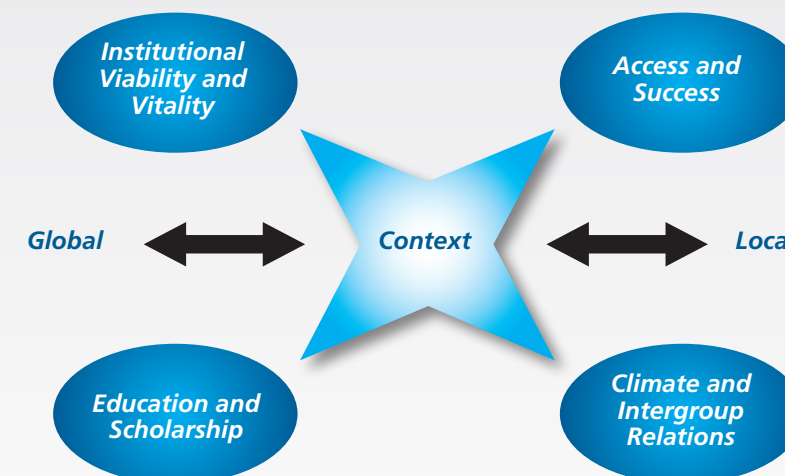 Institutional
Viability and
Vitality
Access and
Success
Global
Context
Loca
Education and
Scholarship
Climate and
Intergroup
Relations